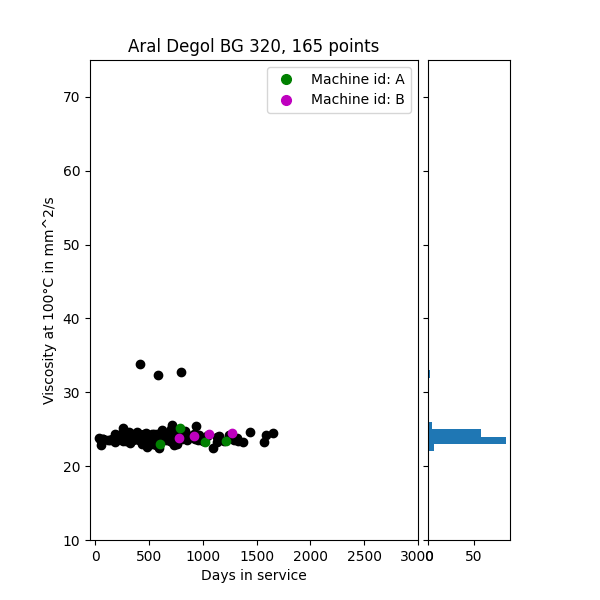 Aral Degol BG 320, 165 points
Machine id: A
Machine id: B
Viscosity at 100°C in mm^2/s
70
60
50
40
30
20
10
0 500 1000 1500 2000 2500 3000
0 50
Days in service